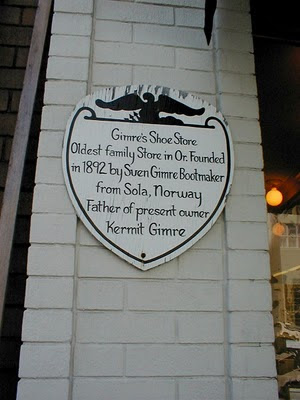 Gimre's Shoe Store
Oldest family Store in Or. Founded
in 1892 by Sven Gimre Bootmaker
from Sola, Norway
Father of present owner
Kermit Gimre